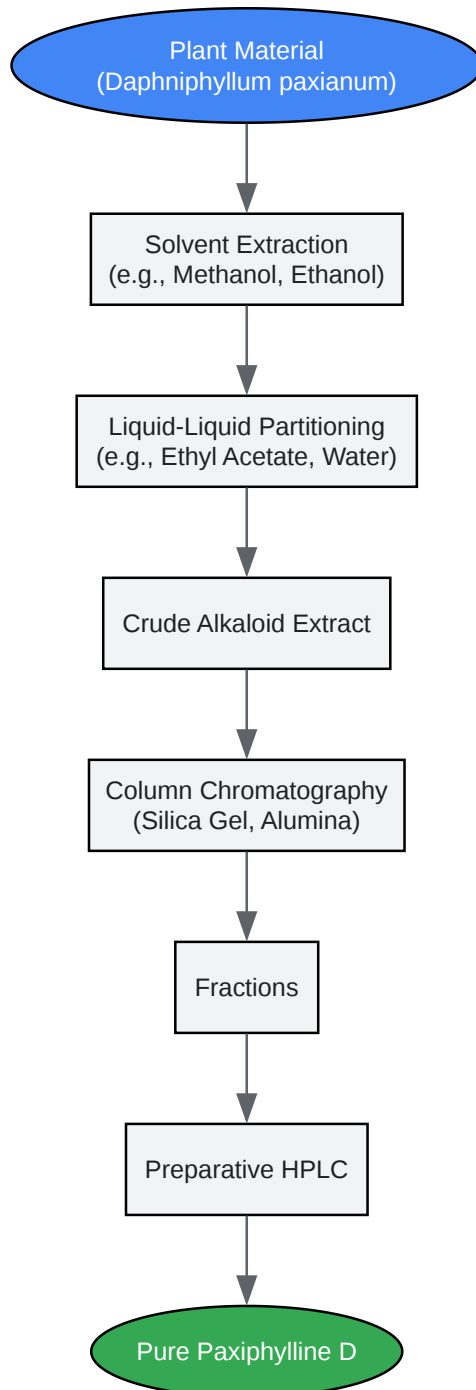 Plant Material
(Daphniphyllum paxianum)
Solvent Extraction
(e.g., Methanol, Ethanol)
Liquid-Liquid Partitioning
(e.g., Ethyl Acetate, Water)
Crude Alkaloid Extract
Column Chromatography
(Silica Gel, Alumina)
Fractions
Preparative HPLC
Pure Paxiphylline D